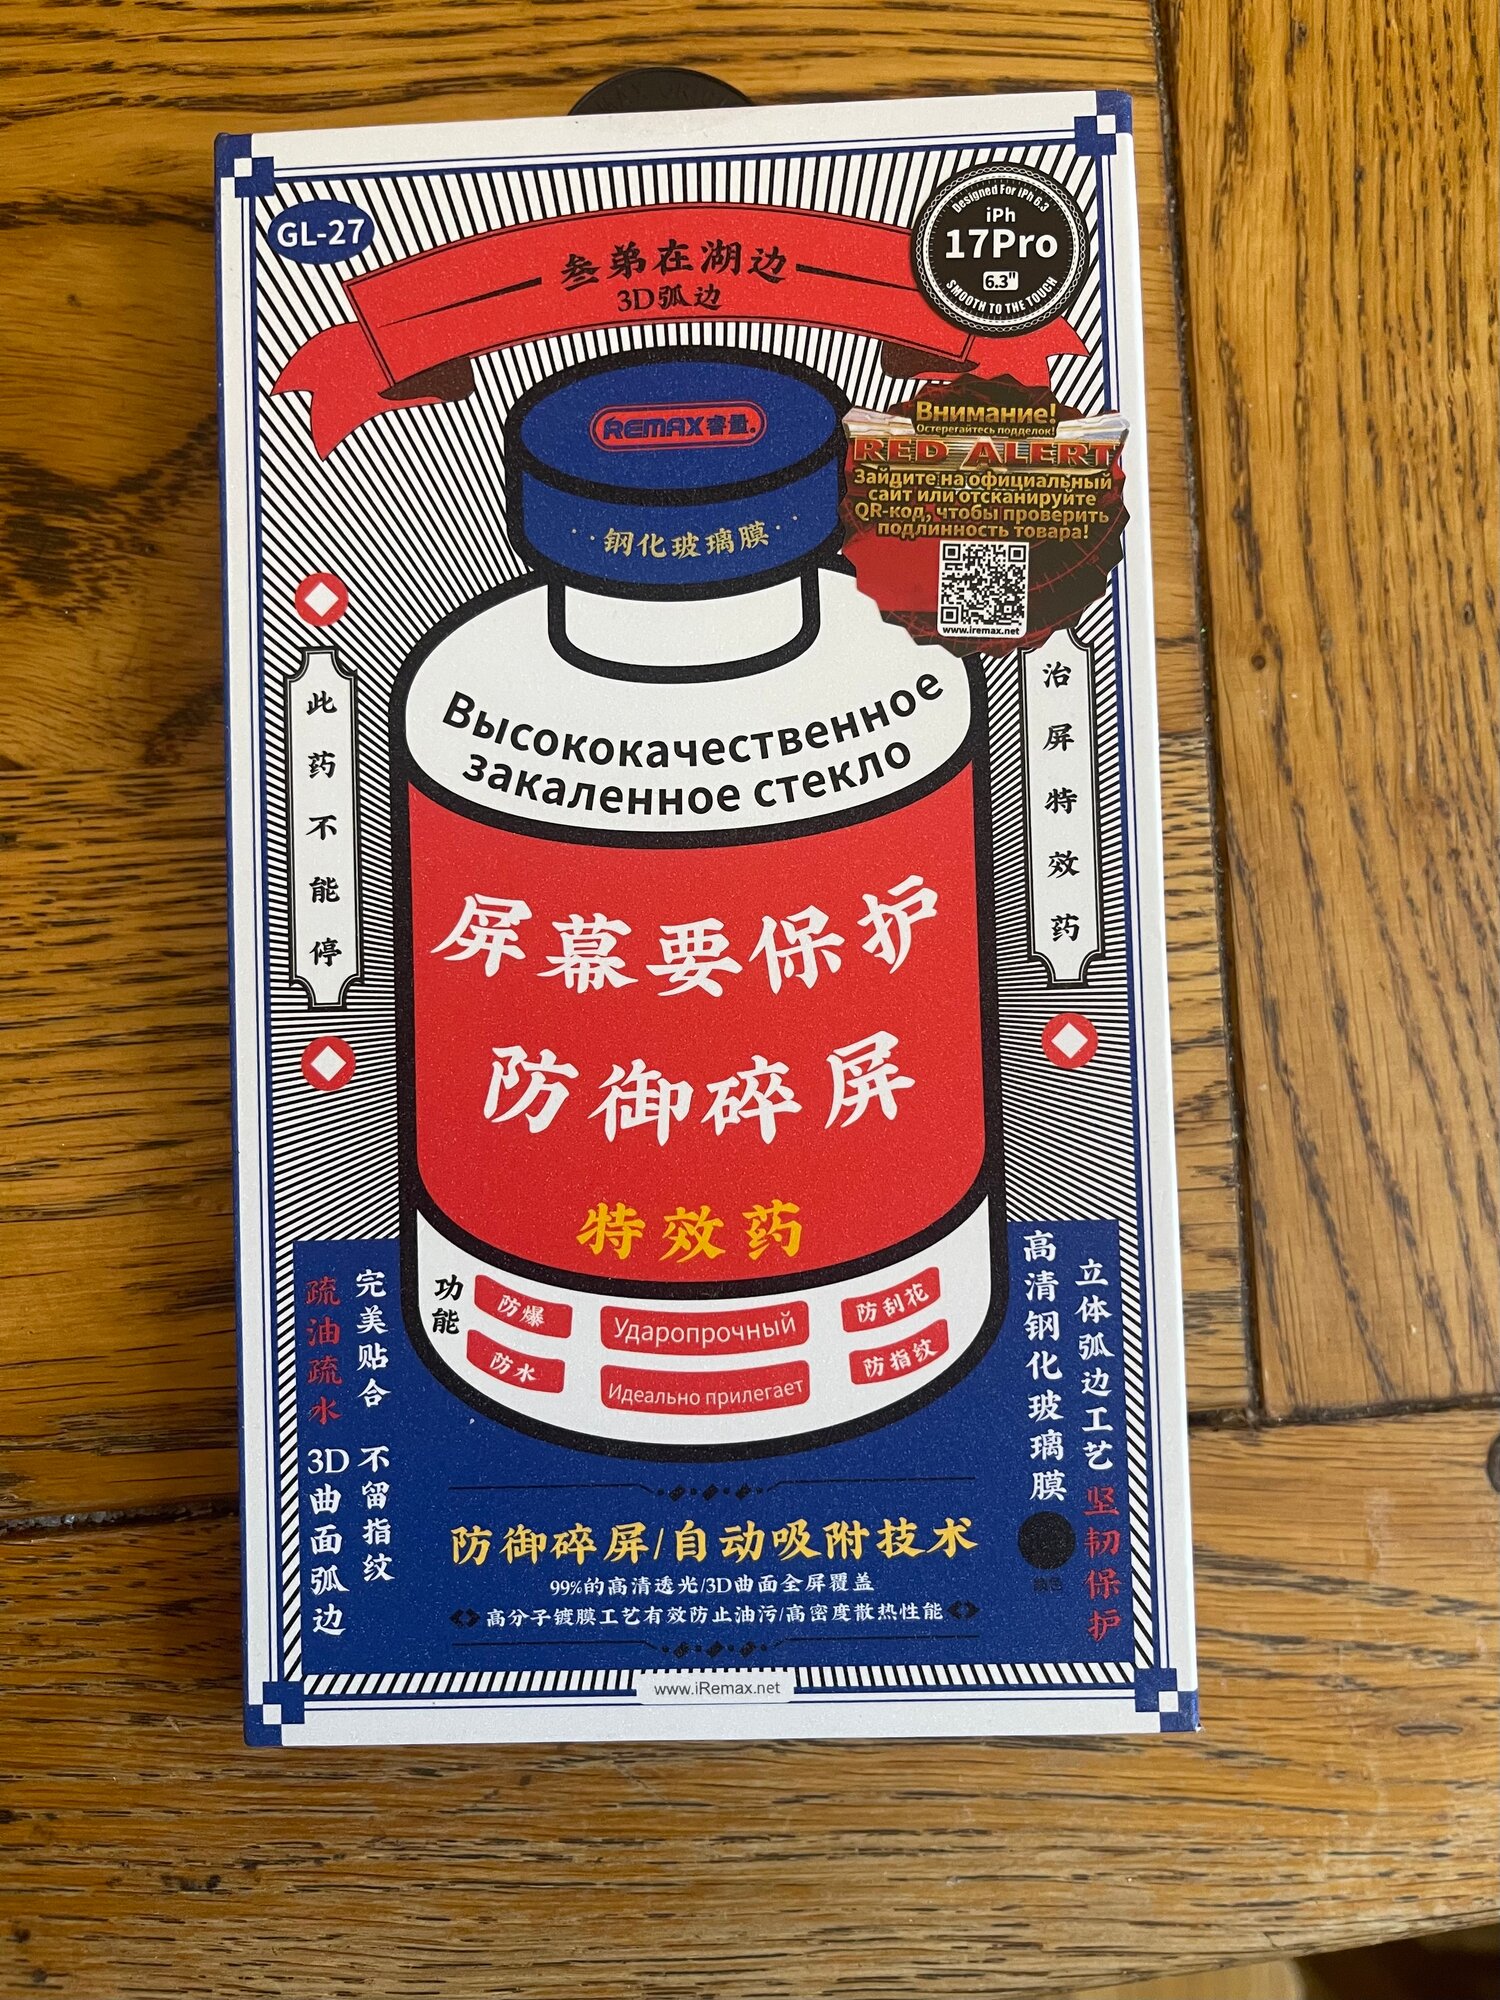 GL-27
叁弟在湖边
3D弧边
Designed For iPh 6.3
iPh
17Pro
6.3"
SMOOTH TO THE TOUCH
REMAX睿量.
钢化玻璃膜
Внимание!
Остерегайтесь подделок!
RED ALERT
Зайдите на официальный
сайт или отсканируйте
QR-код, чтобы проверить
подлинность товара!
www.iremax.net
此药不能停
治屏特效药
Высококачественное
закаленное стекло
屏幕要保护
防御碎屏
特效药
功能
防爆
Ударопрочный
防刮花
防水
Идеально прилегает
防指纹
完美贴合 不留指纹
疏油疏水 3D曲面弧边
立体弧边工艺 坚韧保护
高清钢化玻璃膜
防御碎屏/自动吸附技术
99%的高清透光/3D曲面全屏覆盖
高分子镀膜工艺有效防止油污/高密度散热性能
www.iRemax.net